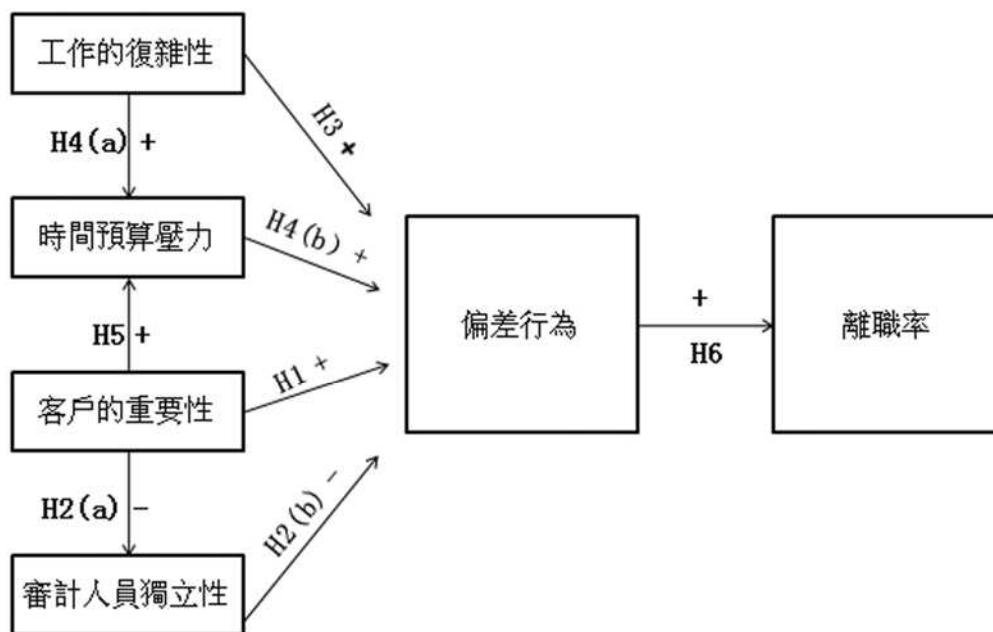 工作的復雜性
H3 +
H4(a) +
時間預算壓力
H4(b) +
偏差行為
+
H6
離職率
H5 +
H1 +
客戶的重要性
H2(a) -
H2(b) -
審計人員獨立性